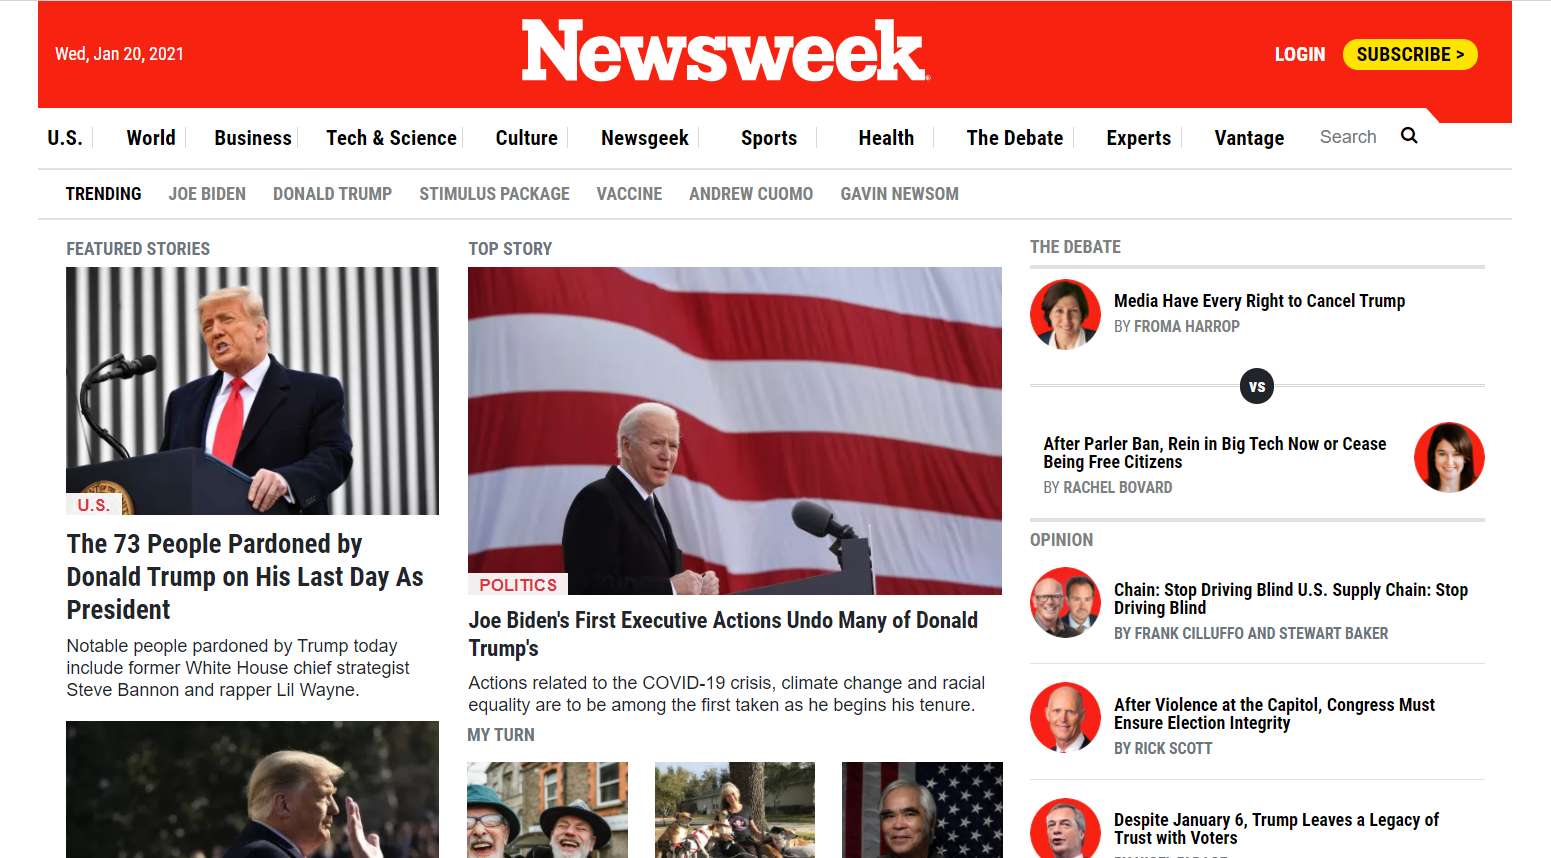 Wed, Jan 20, 2021
Newsweek
LOGIN
SUBSCRIBE >
U.S.
World
Business
Tech & Science
Culture
Newsgeek
Sports
Health
The Debate
Experts
Vantage
Search
TRENDING
JOE BIDEN
DONALD TRUMP
STIMULUS PACKAGE
VACCINE
ANDREW CUOMO
GAVIN NEWSOM
FEATURED STORIES
U.S.
The 73 People Pardoned by
Donald Trump on His Last Day As
President
Notable people pardoned by Trump today
include former White House chief strategist
Steve Bannon and rapper Lil Wayne.
TOP STORY
POLITICS
Joe Biden's First Executive Actions Undo Many of Donald
Trump's
Actions related to the COVID-19 crisis, climate change and racial
equality are to be among the first taken as he begins his tenure.
MY TURN
THE DEBATE
Media Have Every Right to Cancel Trump
BY FROMA HARROP
VS
After Parler Ban, Rein in Big Tech Now or Cease
Being Free Citizens
BY RACHEL BOVARD
OPINION
Chain: Stop Driving Blind U.S. Supply Chain: Stop
Driving Blind
BY FRANK CILLUFFO AND STEWART BAKER
After Violence at the Capitol, Congress Must
Ensure Election Integrity
BY RICK SCOTT
Despite January 6, Trump Leaves a Legacy of
Trust with Voters